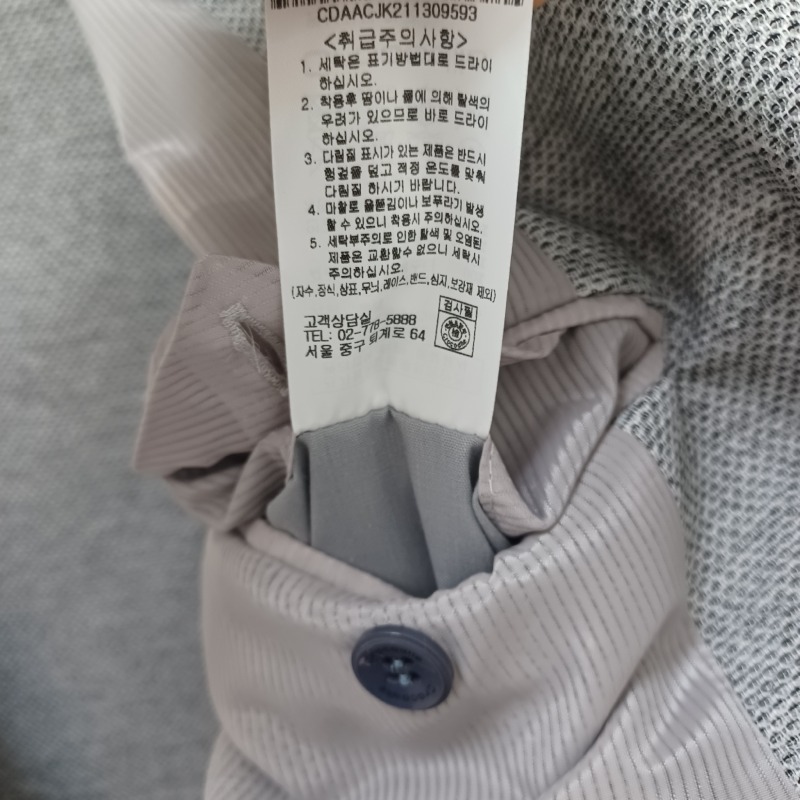 CDAACJK211309593
<취급주의사항>
1. 세탁은 표기방법대로 드라이
하십시오.
2. 착용후 땀이나 물에 의해 탈색의
우려가 있으므로 바로 드라이
하십시오.
3. 다림질 표시가 있는 제품은 반드시
헝겊을 덮고 적정 온도를 맞춰
다림질 하시기 바랍니다.
4. 마찰로 올뜯김이나 보푸라기 발생
할 수 있으니 착용시 주의하십시오.
5. 세탁부주의로 인한 탈색 및 오염된
제품은 교환할수 없으니 세탁시
주의하십시오.
(자수,장식,상표,무늬,레이스,밴드,심지,보강재 제외)
검사필
고객상담실
TEL: 02-778-5888
서울 중구 퇴계로 64